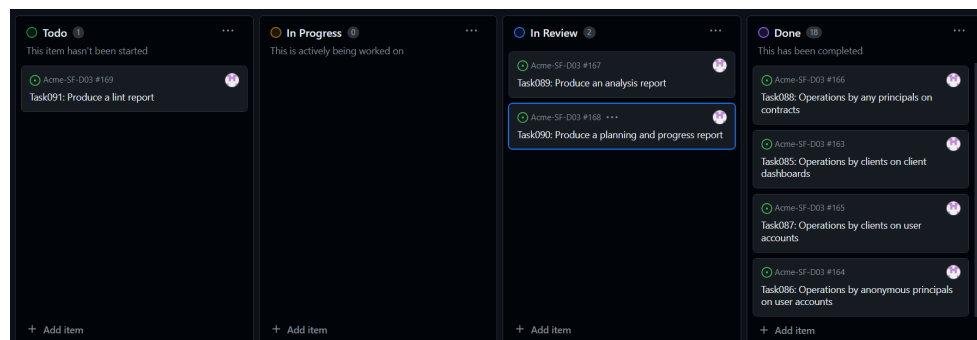 Todo 1
This item hasn't been started
Acme-SF-D03 #169
Task091: Produce a lint report
+ Add item
In Progress 0
This is actively being worked on
+ Add item
In Review 2
Acme-SF-D03 #167
Task089: Produce an analysis report
Acme-SF-D03 #168
Task090: Produce a planning and progress report
+ Add item
Done 18
This has been completed
Acme-SF-D03 #166
Task088: Operations by any principals on
contracts
Acme-SF-D03 #163
Task085: Operations by clients on client
dashboards
Acme-SF-D03 #165
Task087: Operations by clients on user
accounts
Acme-SF-D03 #164
Task086: Operations by anonymous principals
on user accounts
+ Add item